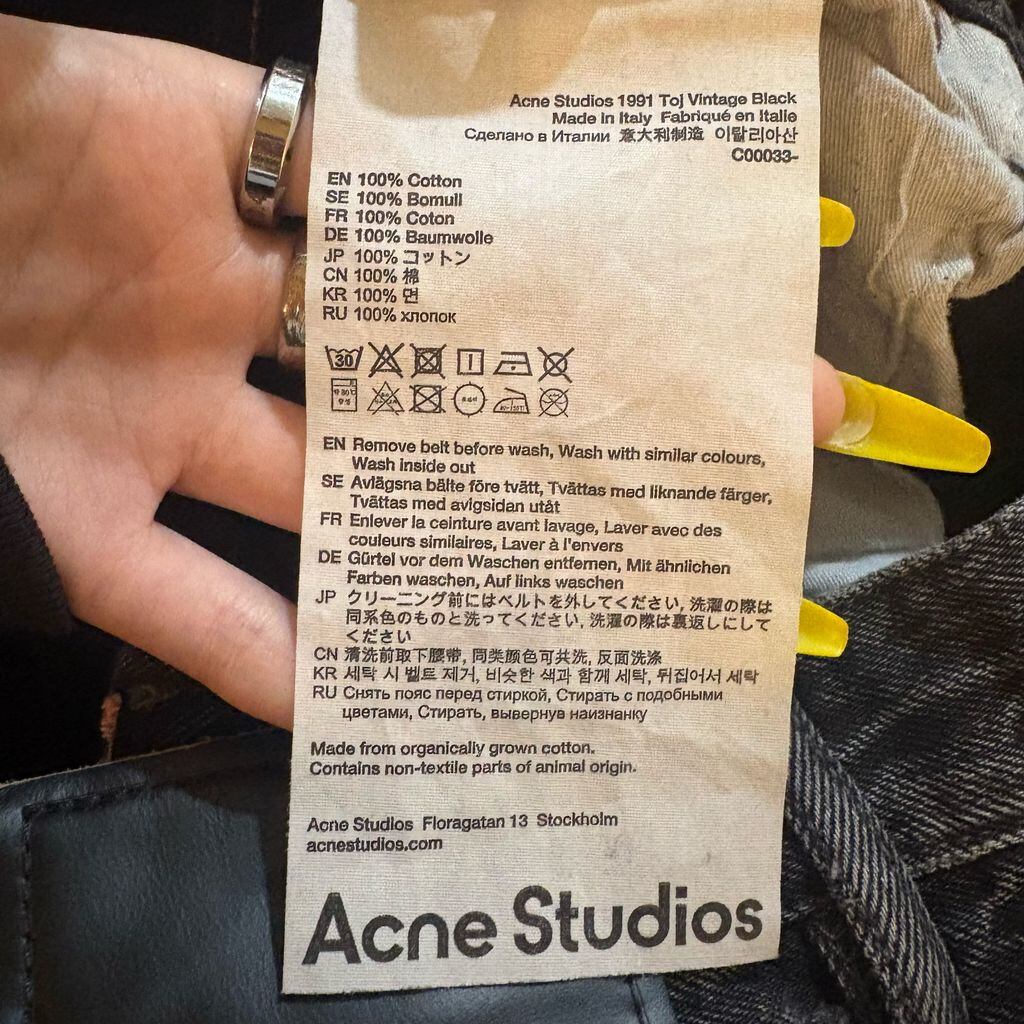 Acne Studios 1991 Toj Vintage Black
Made in Italy Fabriqué en Italie
Сделано в Италии 意大利制造 이탈리아산
C00033-
EN 100% Cotton
SE 100% Bomull
FR 100% Coton
DE 100% Baumwolle
JP 100% コットン
CN 100% 棉
KR 100% 면
RU 100% хлопок
30
EN Remove belt before wash, Wash with similar colours,
Wash inside out
SE Avlägsna bälte före tvätt, Tvättas med liknande färger,
Tvättas med avigsidan utåt
FR Enlever la ceinture avant lavage, Laver avec des
couleurs similaires, Laver à l'envers
DE Gürtel vor dem Waschen entfernen, Mit ähnlichen
Farben waschen, Auf links waschen
JP クリーニング前にはベルトを外してください, 洗濯の際は
同系色のものと洗ってください, 洗濯の際は裏返しにして
ください
CN 清洗前取下腰带, 同类颜色可共洗, 反面洗涤
KR 세탁 시 벨트 제거, 비슷한 색과 함께 세탁, 뒤집어서 세탁
RU Снять пояс перед стиркой, Стирать с подобными
цветами, Стирать, вывернув наизнанку
Made from organically grown cotton.
Contains non-textile parts of animal origin.
Acne Studios Floragatan 13 Stockholm
acnestudios.com
Acne Studios